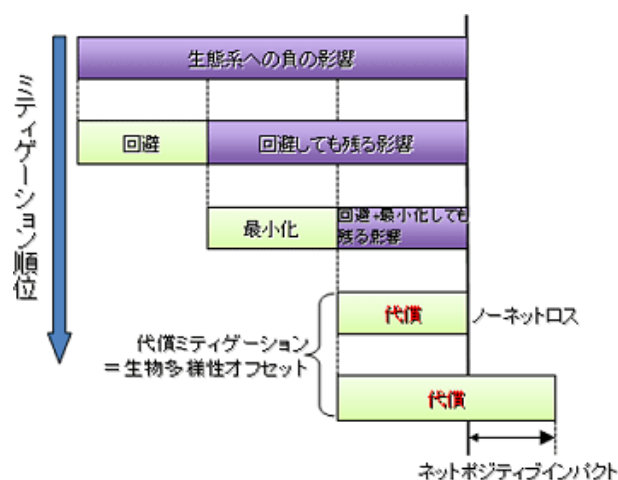 生態系への負の影響
ミティゲーション順位
回避
回避しても残る影響
最小化
回避+最小化しても
残る影響
代償
ノーネットロス
代償ミティゲーション
=生物多様性オフセット
代償
ネットポジティブインパクト